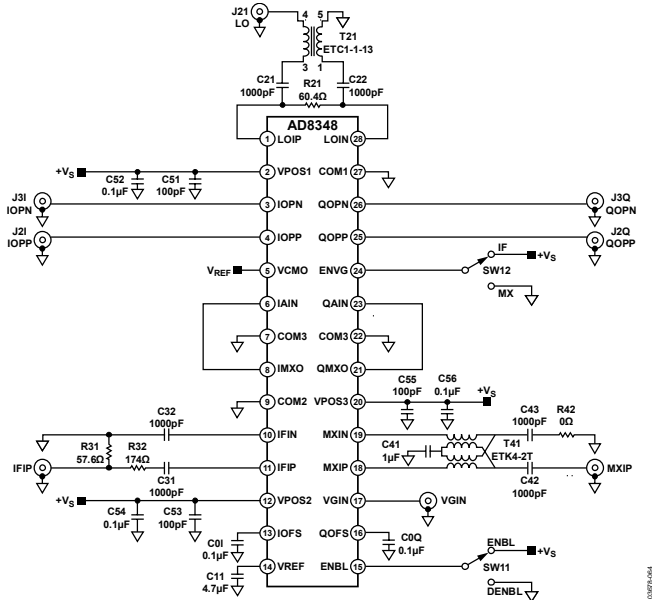 J21
LO
4 5
T21
ETC1-1-13
3 1
C21
1000pF
R21
60.4Ω
C22
1000pF
AD8348
1 LOIP LOIN 28
+VS
C52
0.1µF
C51
100pF
2 VPOS1 COM1 27
J3I
IOPN
3 IOPN QOPN 26
J3Q
QOPN
J2I
IOPP
4 IOPP QOPP 25
J2Q
QOPP
VREF
5 VCMO ENVG 24
IF
+VS
SW12
MX
6 IAIN QAIN 23
7 COM3 COM3 22
8 IMXO QMXO 21
C55
100pF
C56
0.1µF
+VS
9 COM2 VPOS3 20
C32
1000pF
10 IFIN MXIN 19
C43
1000pF
R42
0Ω
R31
57.6Ω
R32
174Ω
C41
1µF
T41
ETK4-2T
IFIP
11 IFIP MXIP 18
MXIP
C31
1000pF
C42
1000pF
+VS
12 VPOS2 VGIN 17
VGIN
C54
0.1µF
C53
100pF
13 IOFS QOFS 16
C0I
0.1µF
C0Q
0.1µF
14 VREF ENBL 15
C11
4.7µF
ENBL
+VS
SW11
DENBL
03678-064